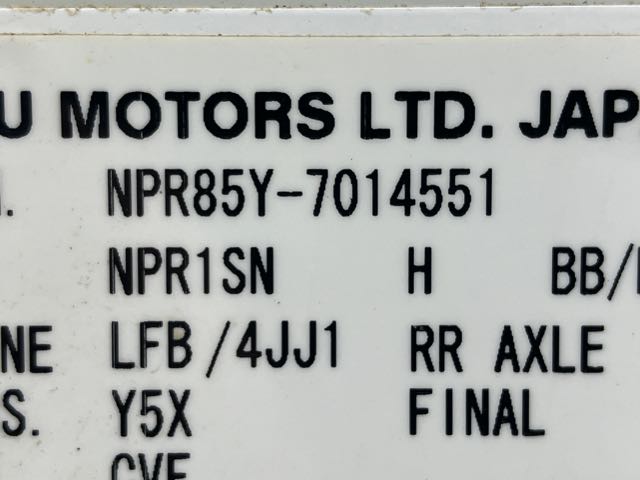 U MOTORS LTD. JAP
NPR85Y-7014551
NPR1SN H BB/
NE LFB/4JJ1 RR AXLE
S. Y5X FINAL